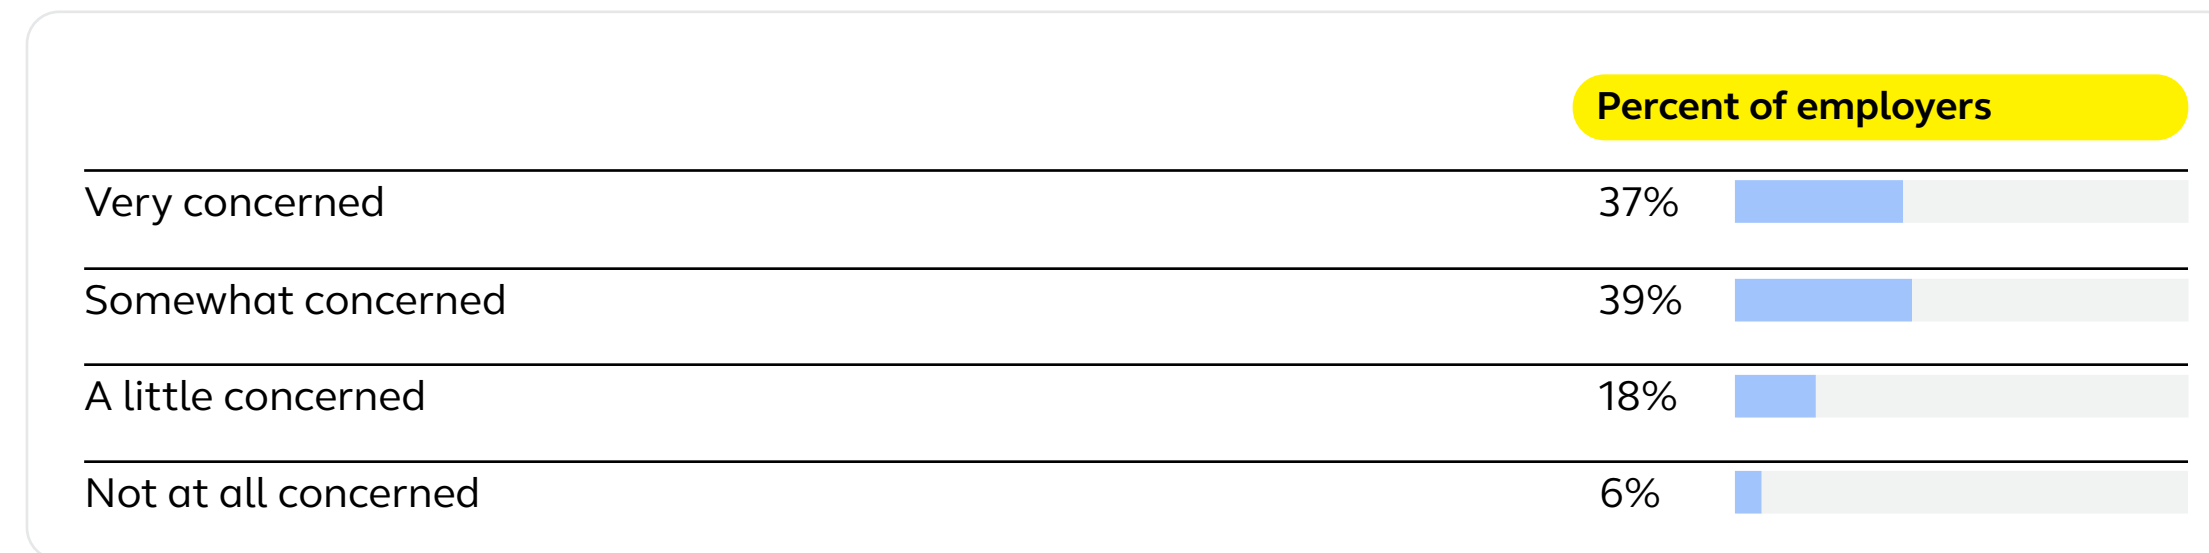 Percent of employers
Very concerned 37%
Somewhat concerned 39%
A little concerned 18%
Not at all concerned 6%